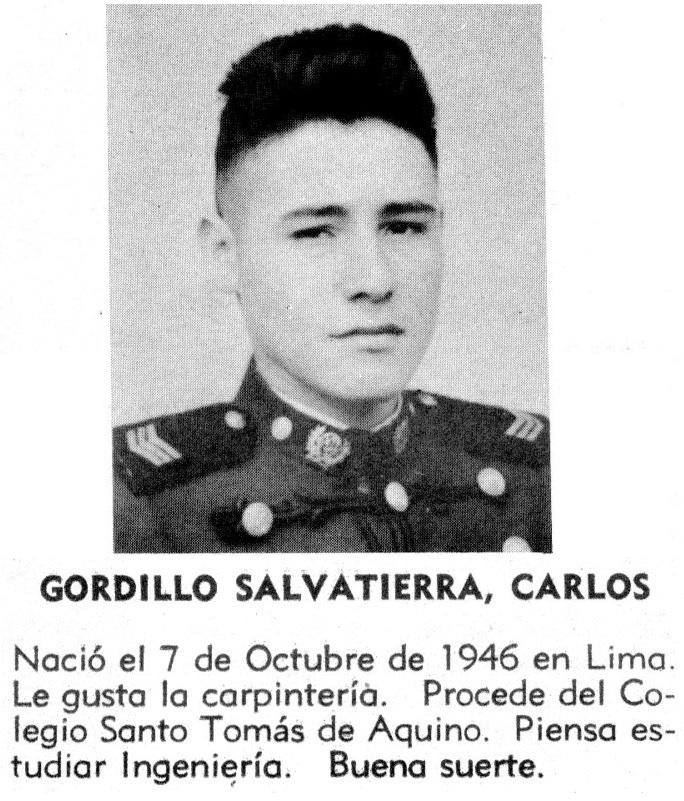 GORDILLO SALVATIERRA, CARLOS
Nació el 7 de Octubre de 1946 en Lima.
Le gusta la carpintería. Procede del Co-
legio Santo Tomás de Aquino. Piensa es-
tudiar Ingeniería. Buena suerte.